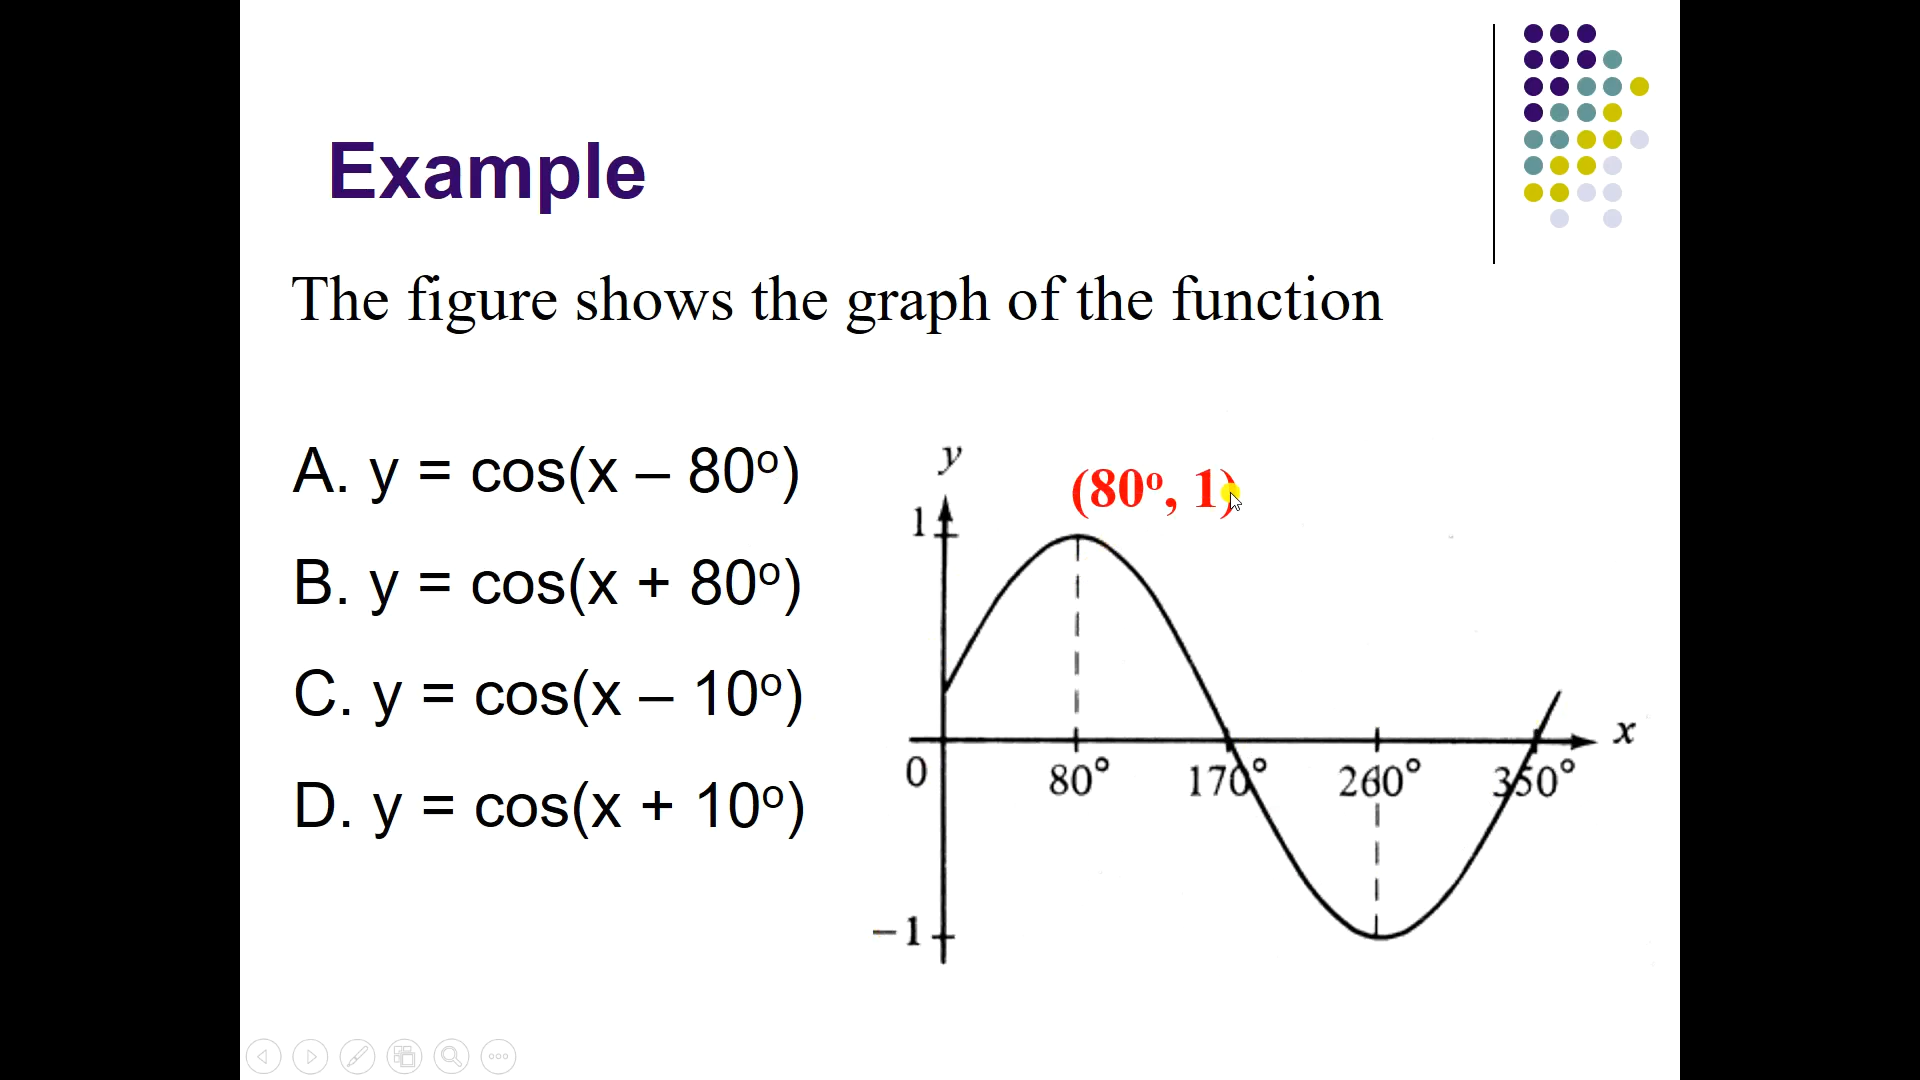 Example
The figure shows the graph of the function
A. y = cos(x – 80°)
B. y = cos(x + 80°)
C. y = cos(x – 10°)
D. y = cos(x + 10°)
y
(80°, 1)
1
x
0
80°
170°
260°
350°
−1